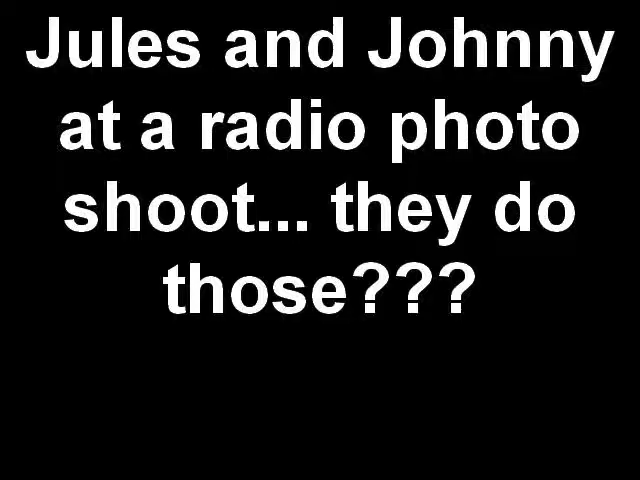 Jules and Johnny
at a radio photo
shoot... they do
those???